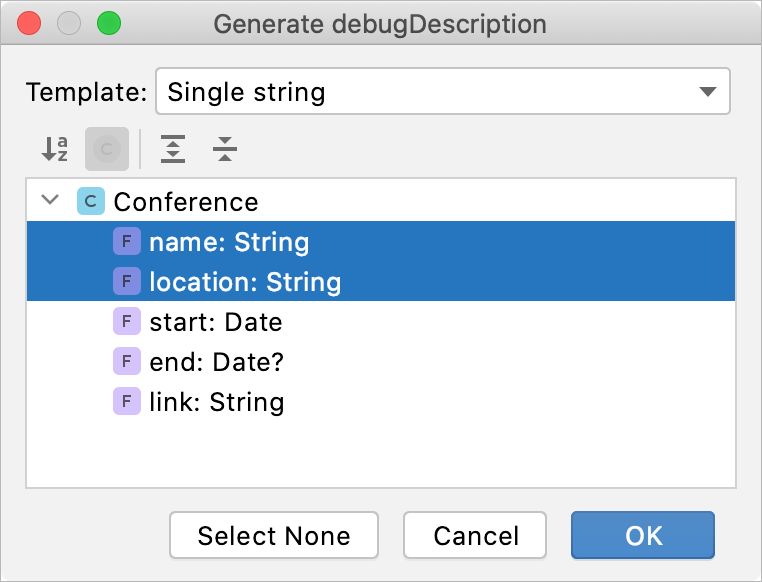 Generate debugDescription
Template: Single string
a z C
C Conference
F name: String
F location: String
F start: Date
F end: Date?
F link: String
Select None Cancel OK